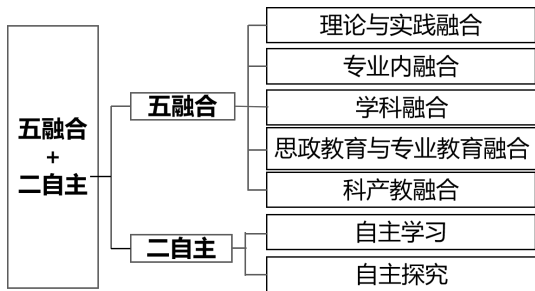 五融合
+
二自主
五融合
理论与实践融合
专业内融合
学科融合
思政教育与专业教育融合
科产教融合
二自主
自主学习
自主探究